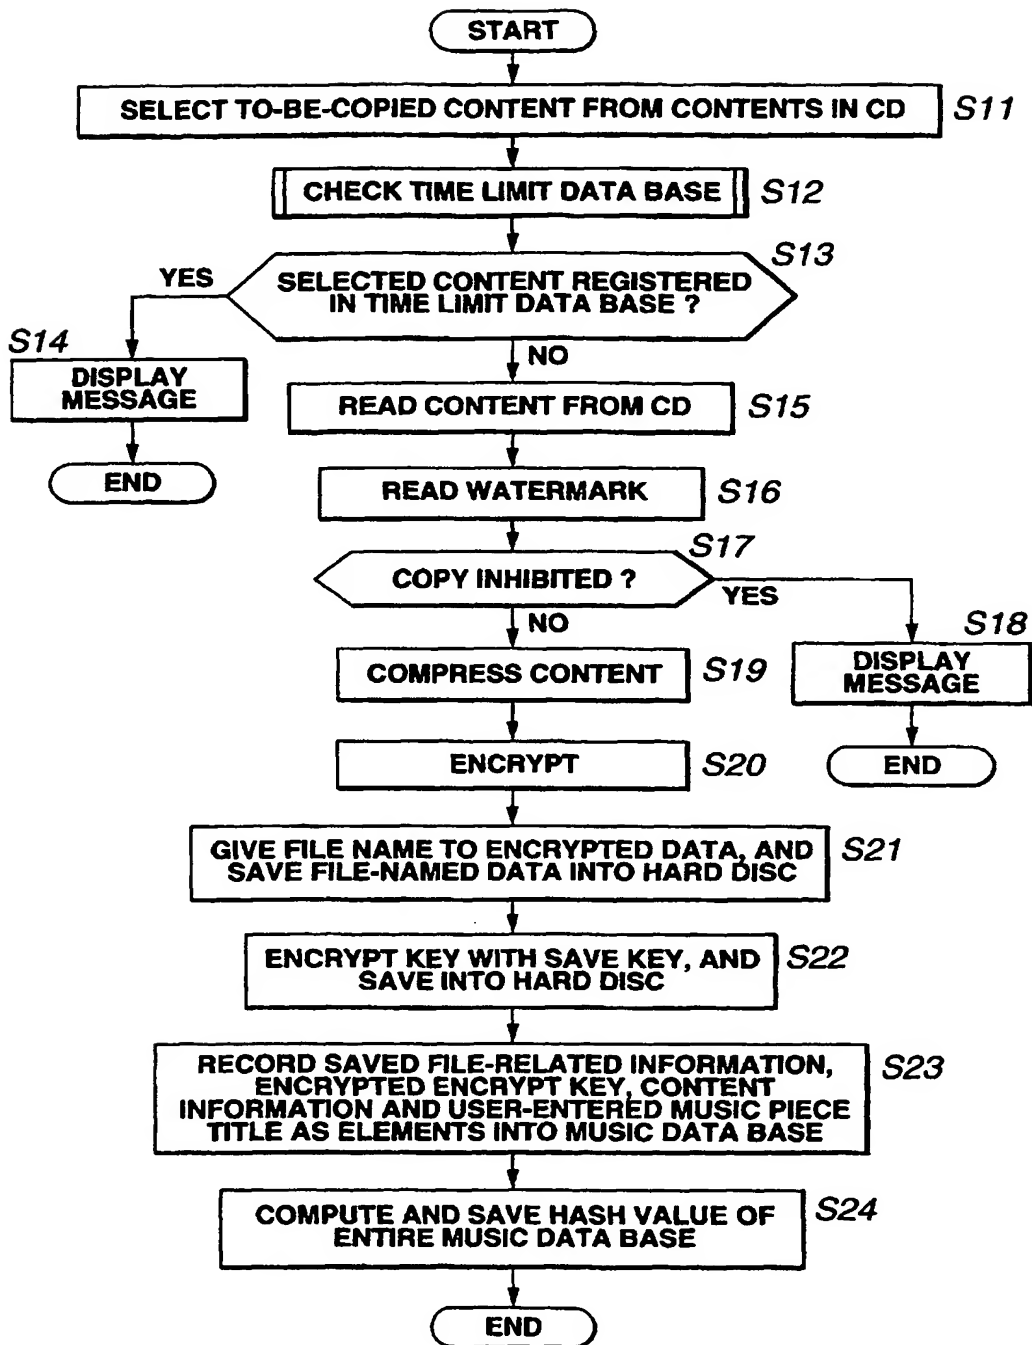 START
SELECT TO-BE-COPIED CONTENT FROM CONTENTS IN CD
S11
CHECK TIME LIMIT DATA BASE
S12
S13
YES
SELECTED CONTENT REGISTERED
IN TIME LIMIT DATA BASE ?
S14
NO
DISPLAY
MESSAGE
READ CONTENT FROM CD
S15
END
READ WATERMARK
S16
S17
COPY INHIBITED ?
YES
NO
S18
COMPRESS CONTENT
S19
DISPLAY
MESSAGE
ENCRYPT
S20
END
GIVE FILE NAME TO ENCRYPTED DATA, AND
SAVE FILE-NAMED DATA INTO HARD DISC
S21
ENCRYPT KEY WITH SAVE KEY, AND
SAVE INTO HARD DISC
S22
RECORD SAVED FILE-RELATED INFORMATION,
ENCRYPTED ENCRYPT KEY, CONTENT
INFORMATION AND USER-ENTERED MUSIC PIECE
TITLE AS ELEMENTS INTO MUSIC DATA BASE
S23
COMPUTE AND SAVE HASH VALUE OF
ENTIRE MUSIC DATA BASE
S24
END